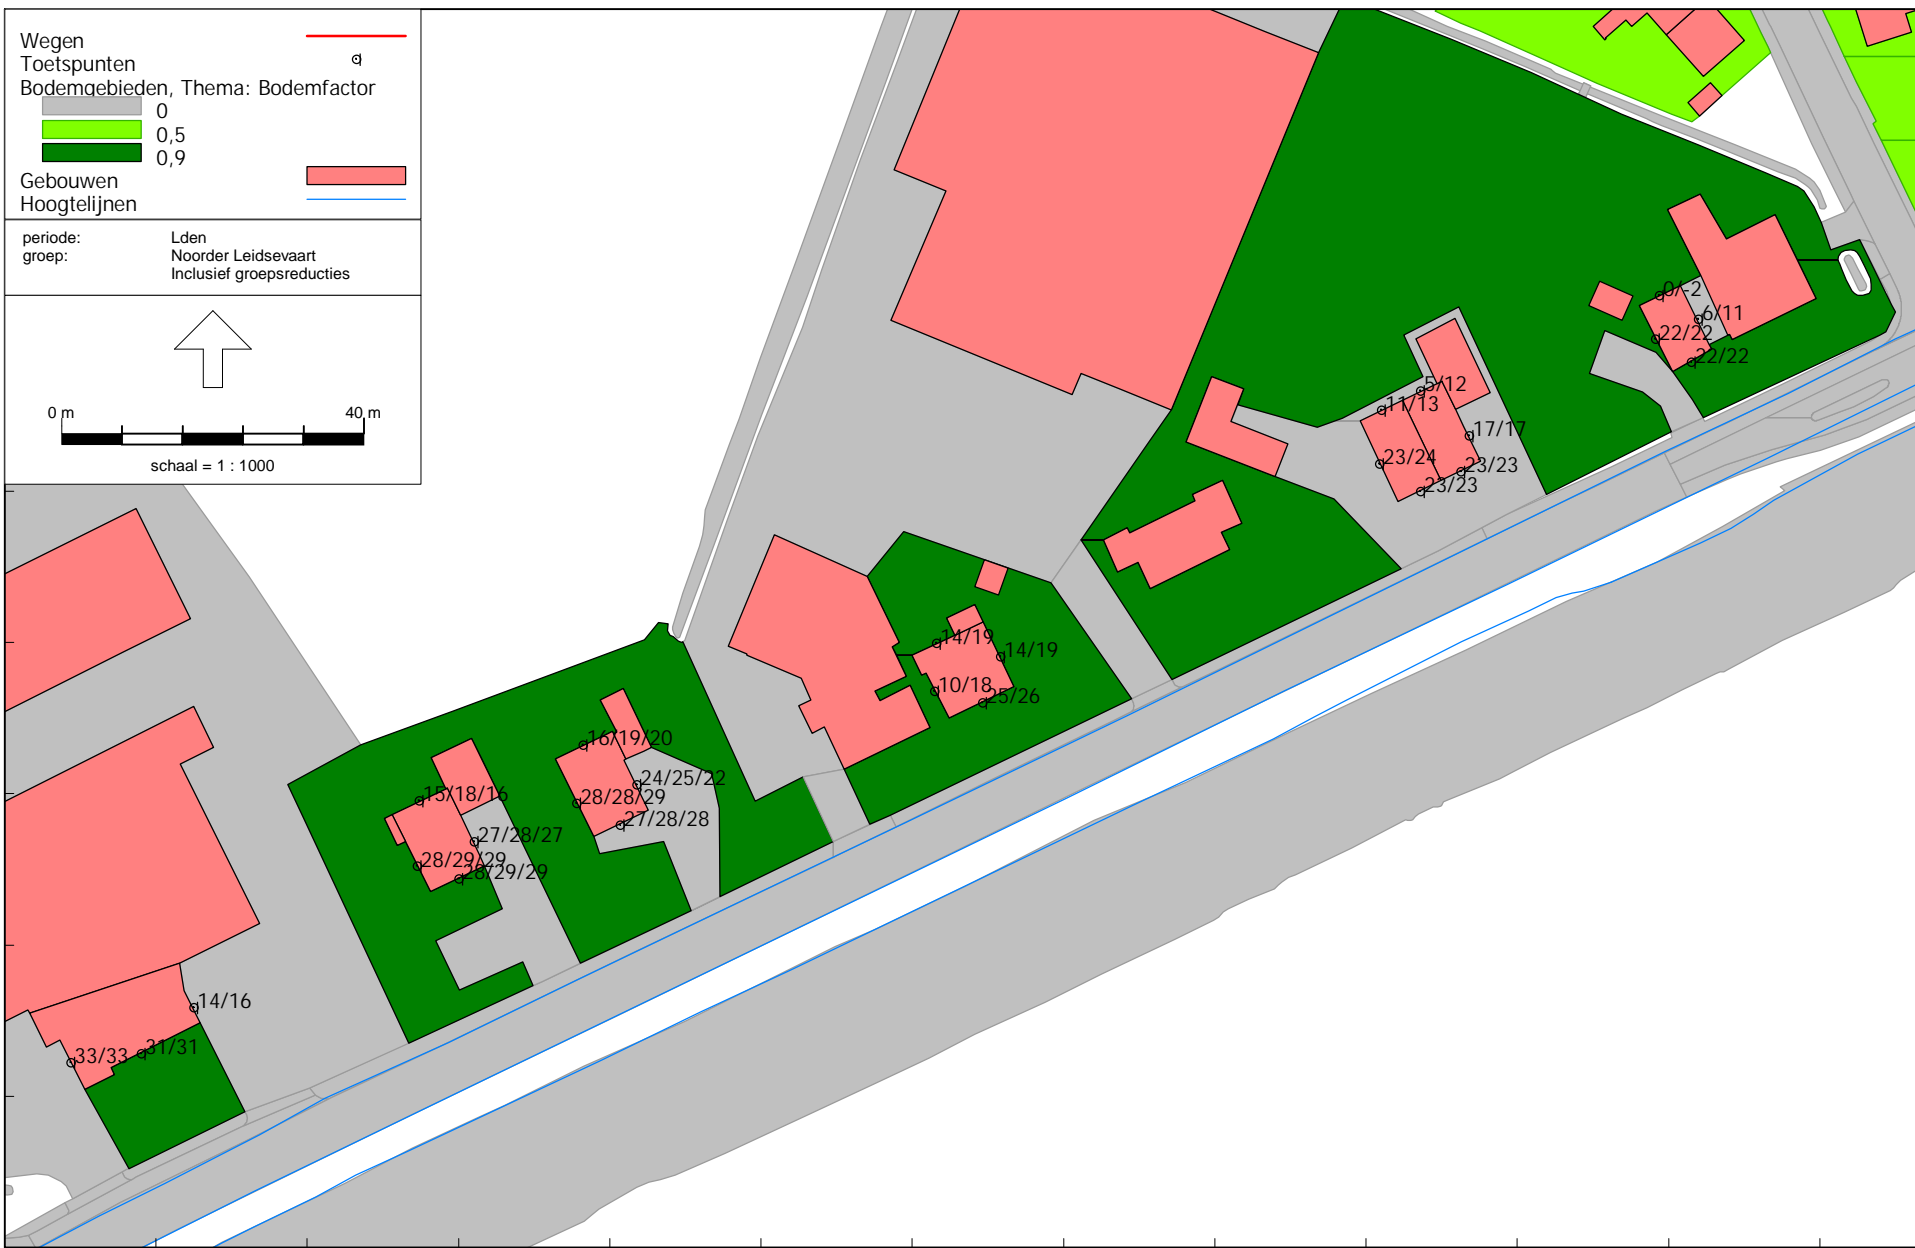 Wegen
Toetspunten
Bodemgebieden, Thema: Bodemfactor
0
0,5
0,9
Gebouwen
Hoogtelijnen
periode: Lden
groep: Noorder Leidsevaart
Inclusief groepsreducties
0 m 40 m
schaal = 1 : 1000
0/-2
6/11
22/22
22/22
5/12
11/13
17/17
23/24
23/23
23/23
14/19
14/19
10/18
25/26
16/19/20
24/25/22
28/28/29
27/28/28
15/18/16
27/28/27
28/29/29
28/29/29
14/16
31/31
33/33